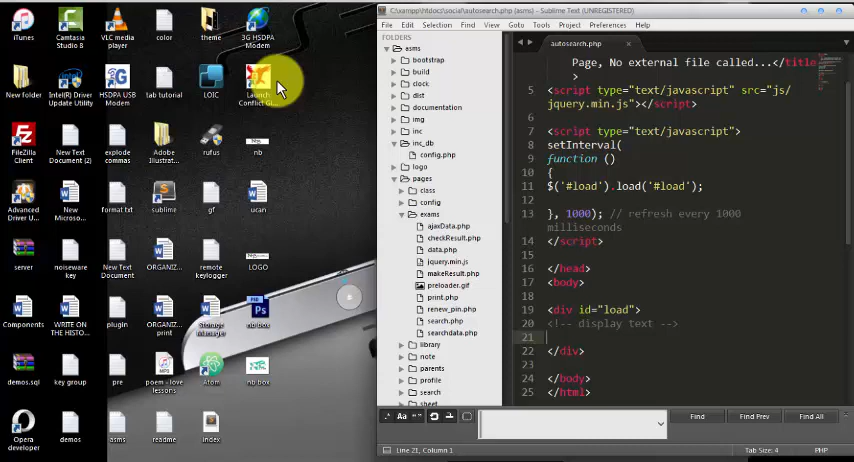 iTunes
Camtasia
Studio 8
VLC media
player
color
theme
3G HSDPA
Modem
New folder
Intel(R) Driver
Update Utility
HSDPA USB
Modem
tab tutorial
LOIC
Launch
Conflict Gl...
FileZilla
Client
New Text
Document (2)
explode
commas
Adobe
Illustrat...
rufus
nb
Advanced
Driver U...
New
Microso...
format.txt
sublime
gf
ucan
server
noiseware
key
New Text
Document
ORGANIZ...
remote
keylogger
LOGO
Components
WRITE ON
THE HISTO...
plugin
ORGANIZ...
print
Storage
Manager
nb box
demos.sql
key group
pre
poem - love
lessons
Atom
nb box
Opera
developer
demos
asms
readme
index
C:\xampp\htdoc\social\autosearch.php (asms) - Sublime Text (UNREGISTERED)
File Edit Selection Find View Goto Tools Project Preferences Help
FOLDERS
asms
bootstrap
build
clock
dist
documentation
img
inc
inc_db
config.php
logo
pages
class
config
exams
ajaxData.php
checkResult.php
data.php
jquery.min.js
makeResult.php
preloader.gif
print.php
renew_pin.php
search.php
searchdata.php
library
note
parents
profile
search
sheet
autosearch.php
Page, No external file called...</title
>
5 <script type="text/javascript" src="js/
jquery.min.js"></script>
6
7 <script type="text/javascript">
8 setInterval(
9 function ()
10 {
11 $('#load').load('#load');
12
13 }, 1000); // refresh every 1000
milliseconds
14 </script>
15
16 </head>
17 <body>
18
19 <div id="load">
20 <!-- display text -->
21
22 </div>
23
24 </body>
25 </html>
.* Aa "" Find Find Prev Find All
Line 21, Column 1 Tab Size: 4 PHP